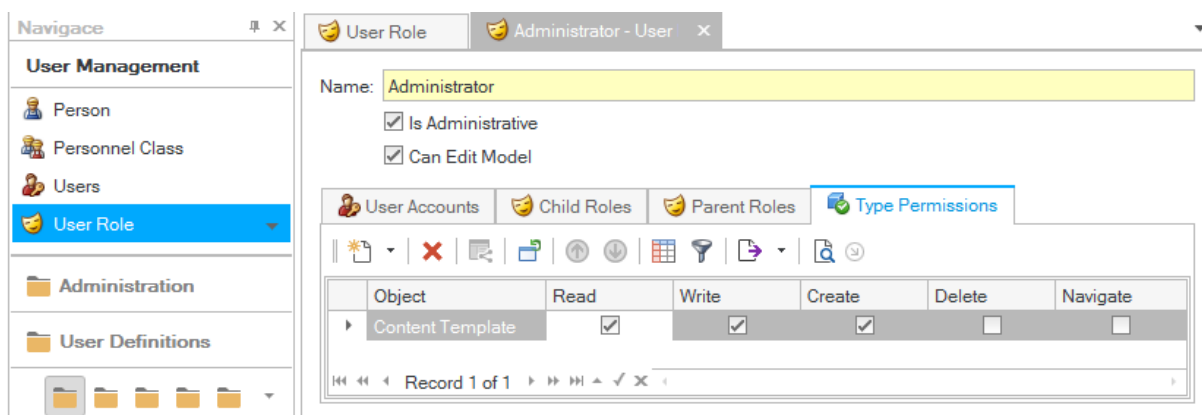 Navigace
User Management
Person
Personnel Class
Users
User Role
Administration
User Definitions
User Role
Administrator - User
Name: Administrator
Is Administrative
Can Edit Model
User Accounts Child Roles Parent Roles Type Permissions
Object Read Write Create Delete Navigate
Content Template
Record 1 of 1